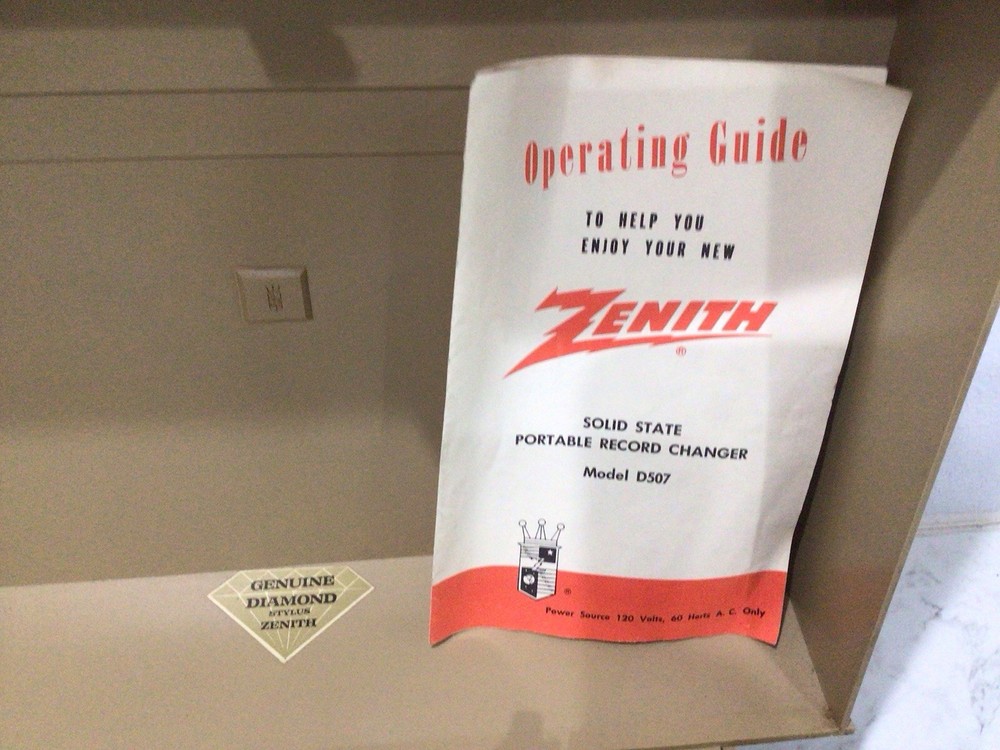 Operating Guide
TO HELP YOU
ENJOY YOUR NEW
ZENITH
®
SOLID STATE
PORTABLE RECORD CHANGER
Model D507
®
Power Source 120 Volts, 60 Hertz A. C. Only
GENUINE
DIAMOND
STYLUS
ZENITH